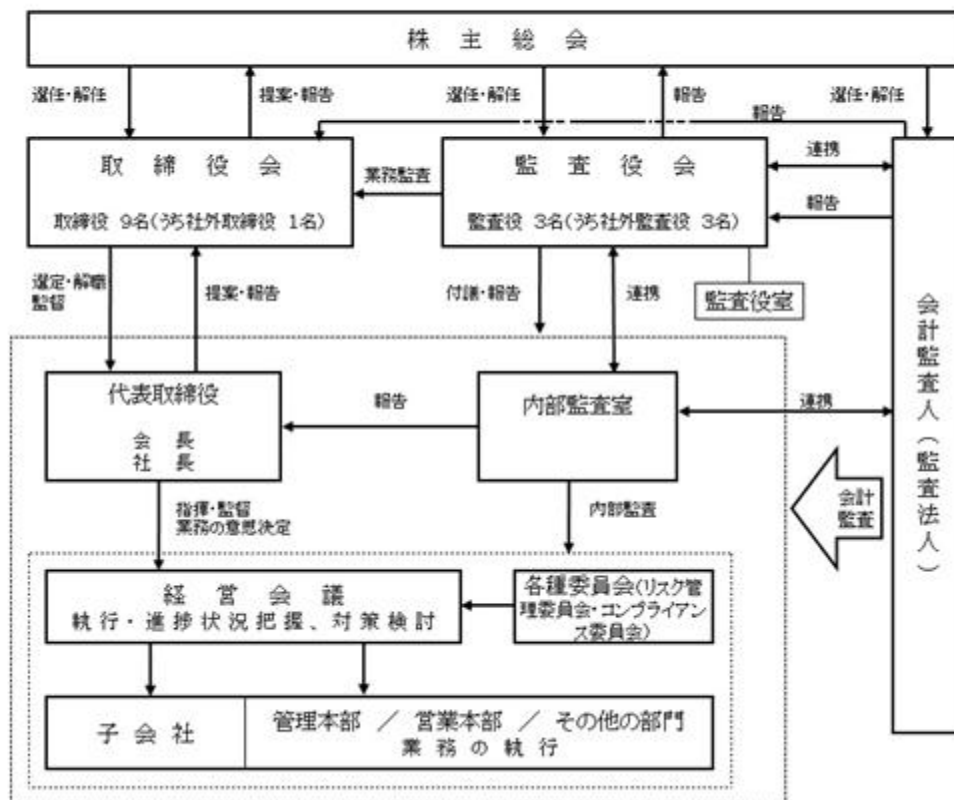 株主総会
選任・解任
提案・報告
選任・解任
報告
選任・解任
報告
取締役会
取締役 9名(うち社外取締役 1名)
業務監査
監査役会
監査役 3名(うち社外監査役 3名)
連携
報告
選定・解職
監督
提案・報告
付議・報告
連携
監査役室
会計監査人(監査法人)
代表取締役
会長
社長
報告
内部監査室
連携
会計
監査
指揮・監督
業務の意思決定
内部監査
経営会議
執行・進捗状況把握、対策検討
各種委員会(リスク管
理委員会・コンプライアン
ス委員会)
子会社
管理本部 / 営業本部 / その他の部門
業務の執行